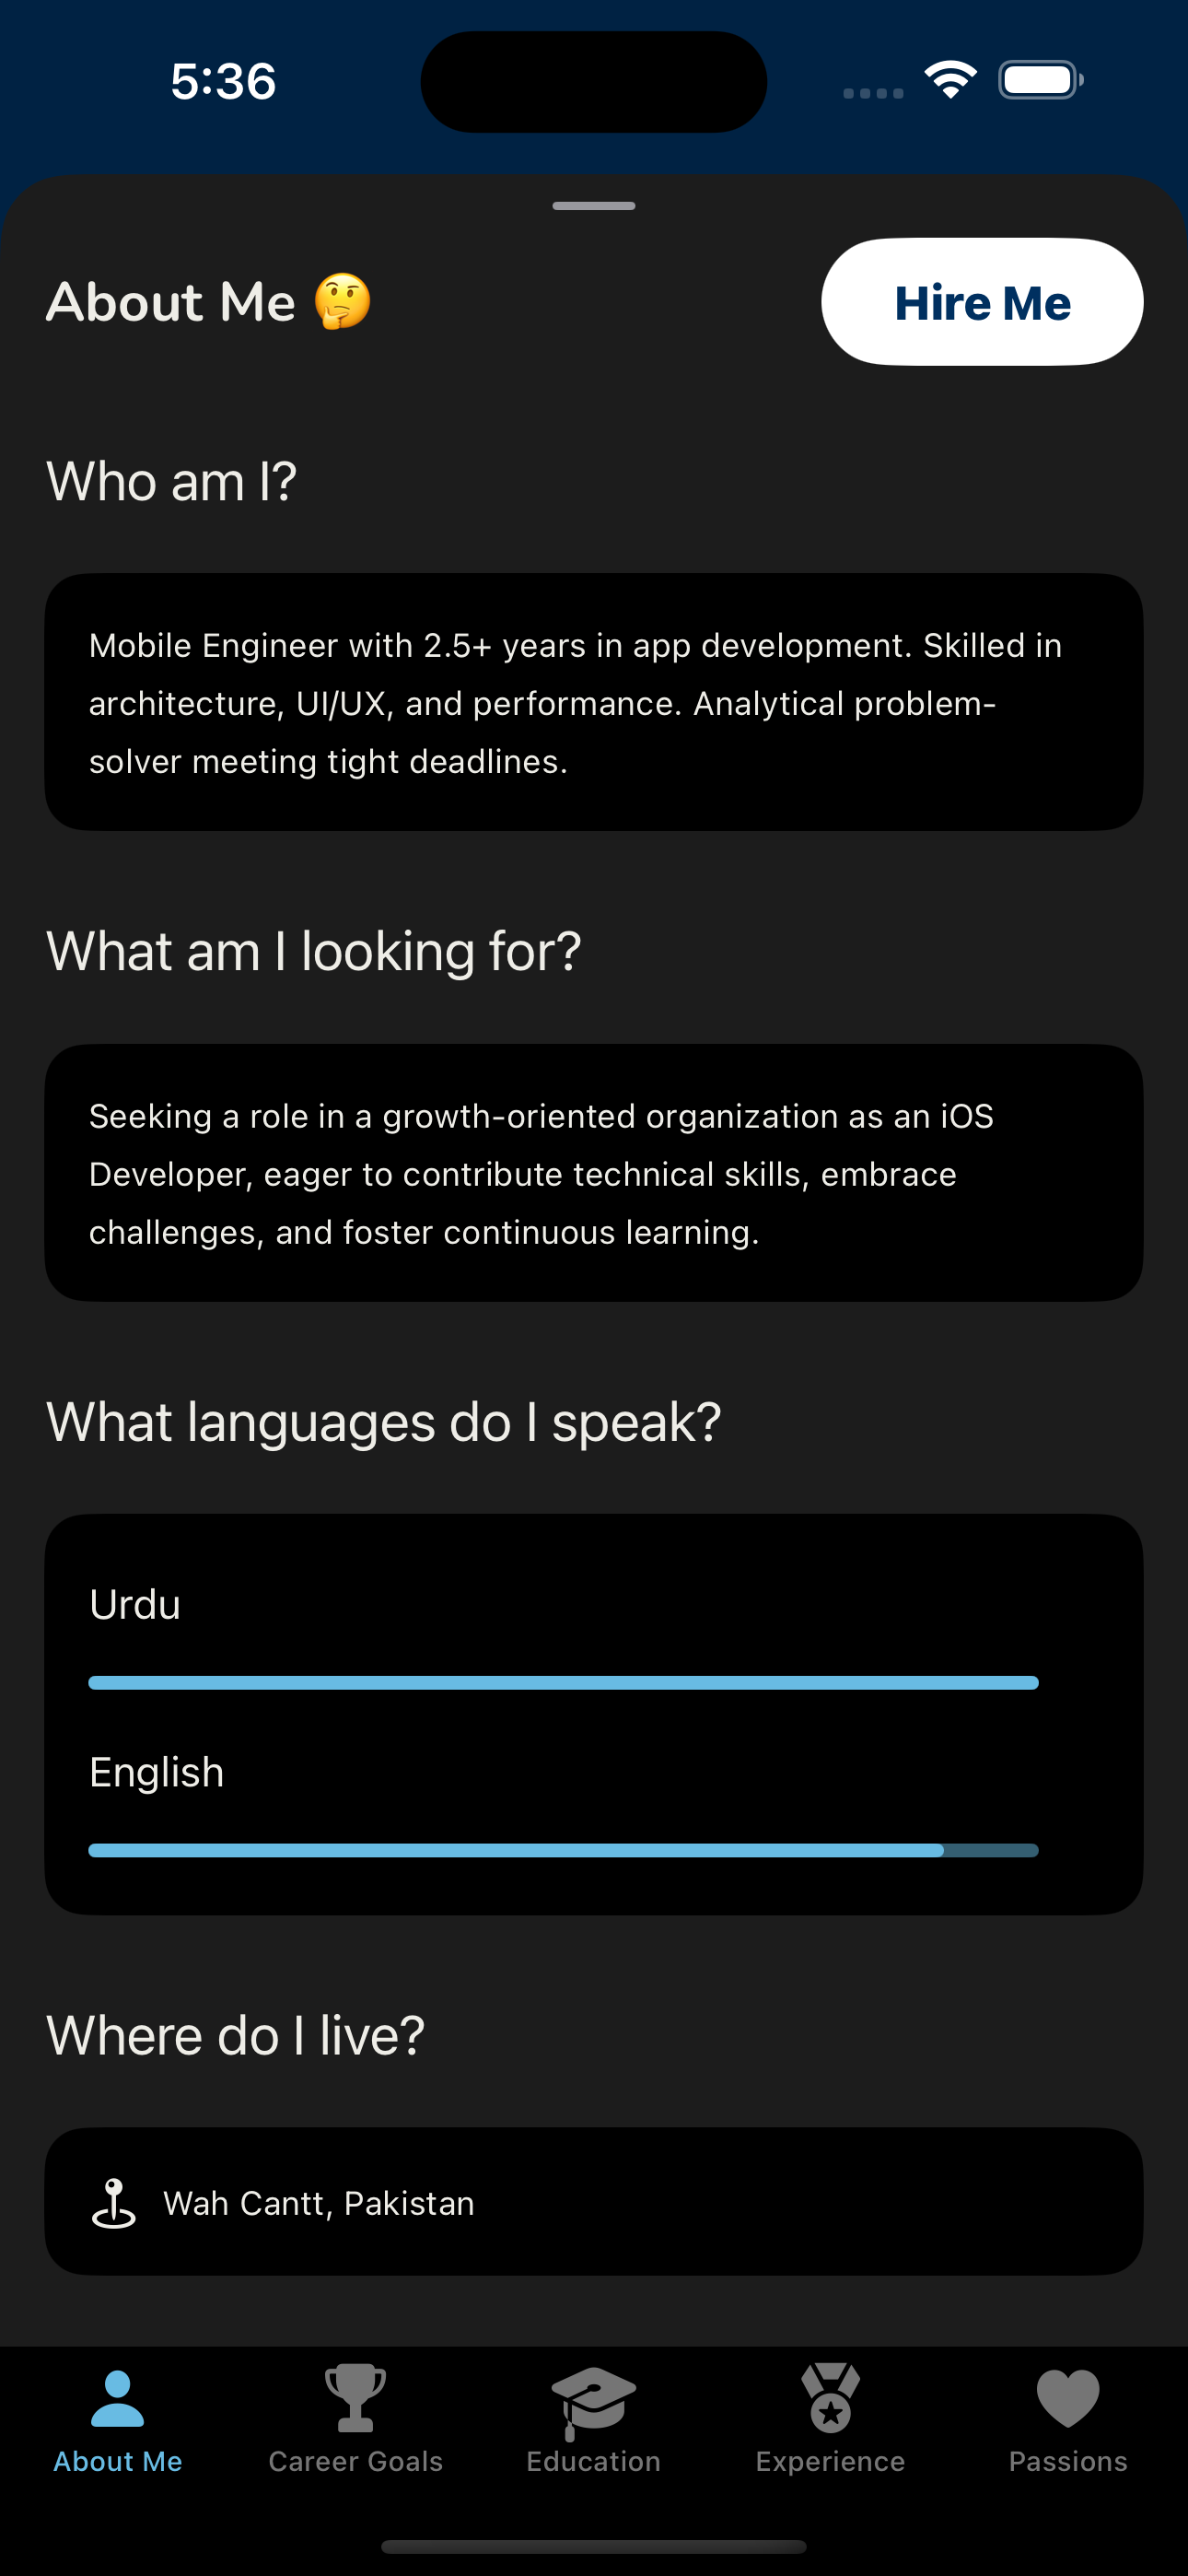 5:36
About Me 🤔
Hire Me
Who am I?
Mobile Engineer with 2.5+ years in app development. Skilled in
architecture, UI/UX, and performance. Analytical problem-
solver meeting tight deadlines.
What am I looking for?
Seeking a role in a growth-oriented organization as an iOS
Developer, eager to contribute technical skills, embrace
challenges, and foster continuous learning.
What languages do I speak?
Urdu
English
Where do I live?
Wah Cantt, Pakistan
About Me
Career Goals
Education
Experience
Passions